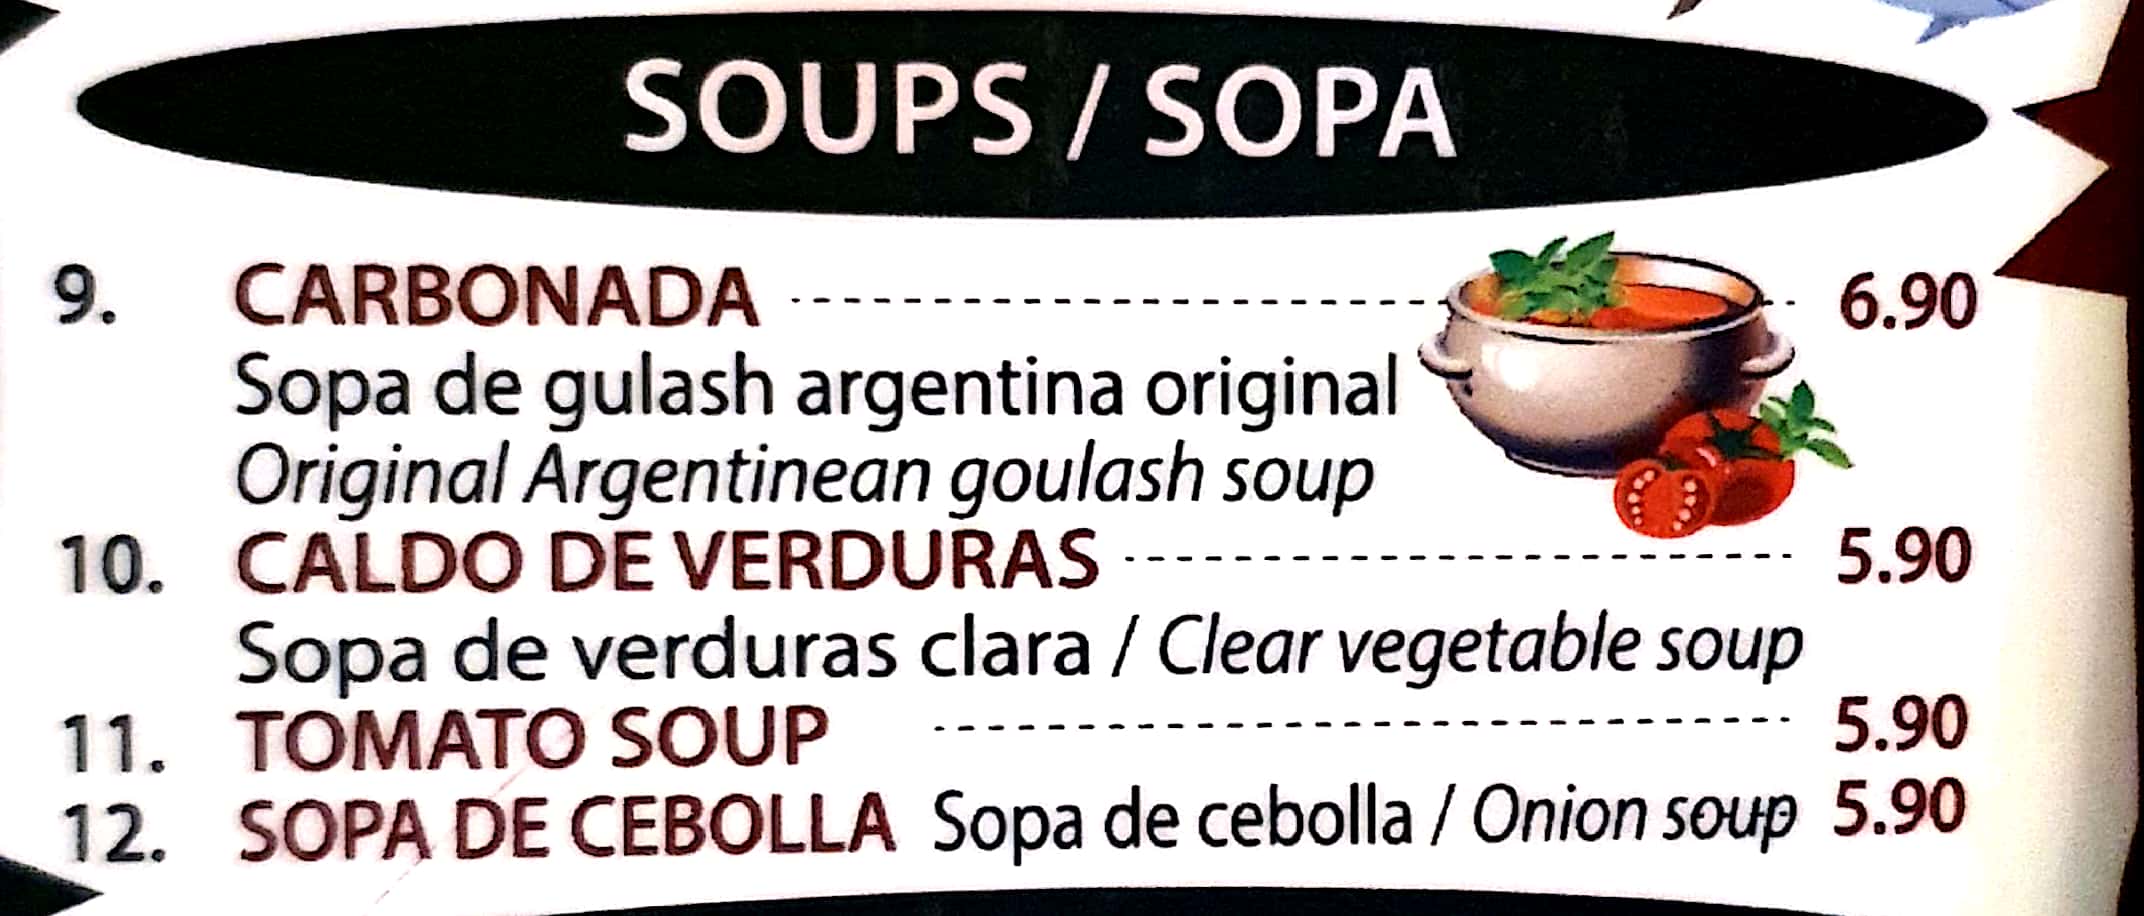 SOUPS / SOPA
9. CARBONADA 6.90
Sopa de gulash argentina original
Original Argentinean goulash soup
10. CALDO DE VERDURAS 5.90
Sopa de verduras clara / Clear vegetable soup
11. TOMATO SOUP 5.90
12. SOPA DE CEBOLLA Sopa de cebolla / Onion soup 5.90